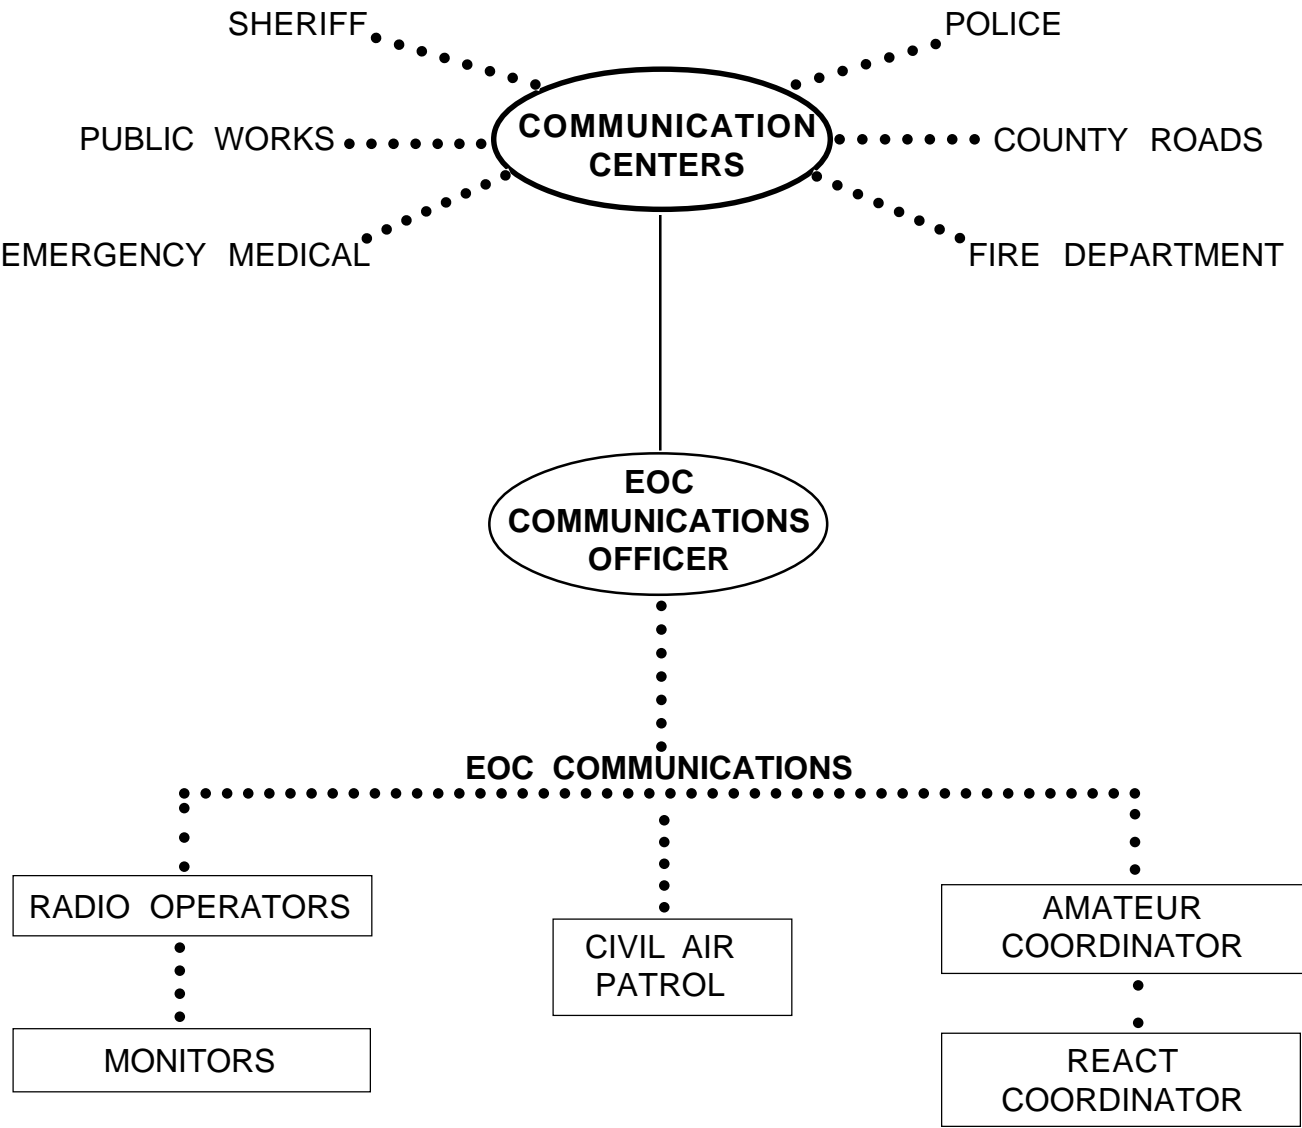 SHERIFF
POLICE
COMMUNICATION
CENTERS
PUBLIC WORKS
COUNTY ROADS
EMERGENCY MEDICAL
FIRE DEPARTMENT
EOC
COMMUNICATIONS
OFFICER
EOC COMMUNICATIONS
RADIO OPERATORS
CIVIL AIR
PATROL
AMATEUR
COORDINATOR
MONITORS
REACT
COORDINATOR